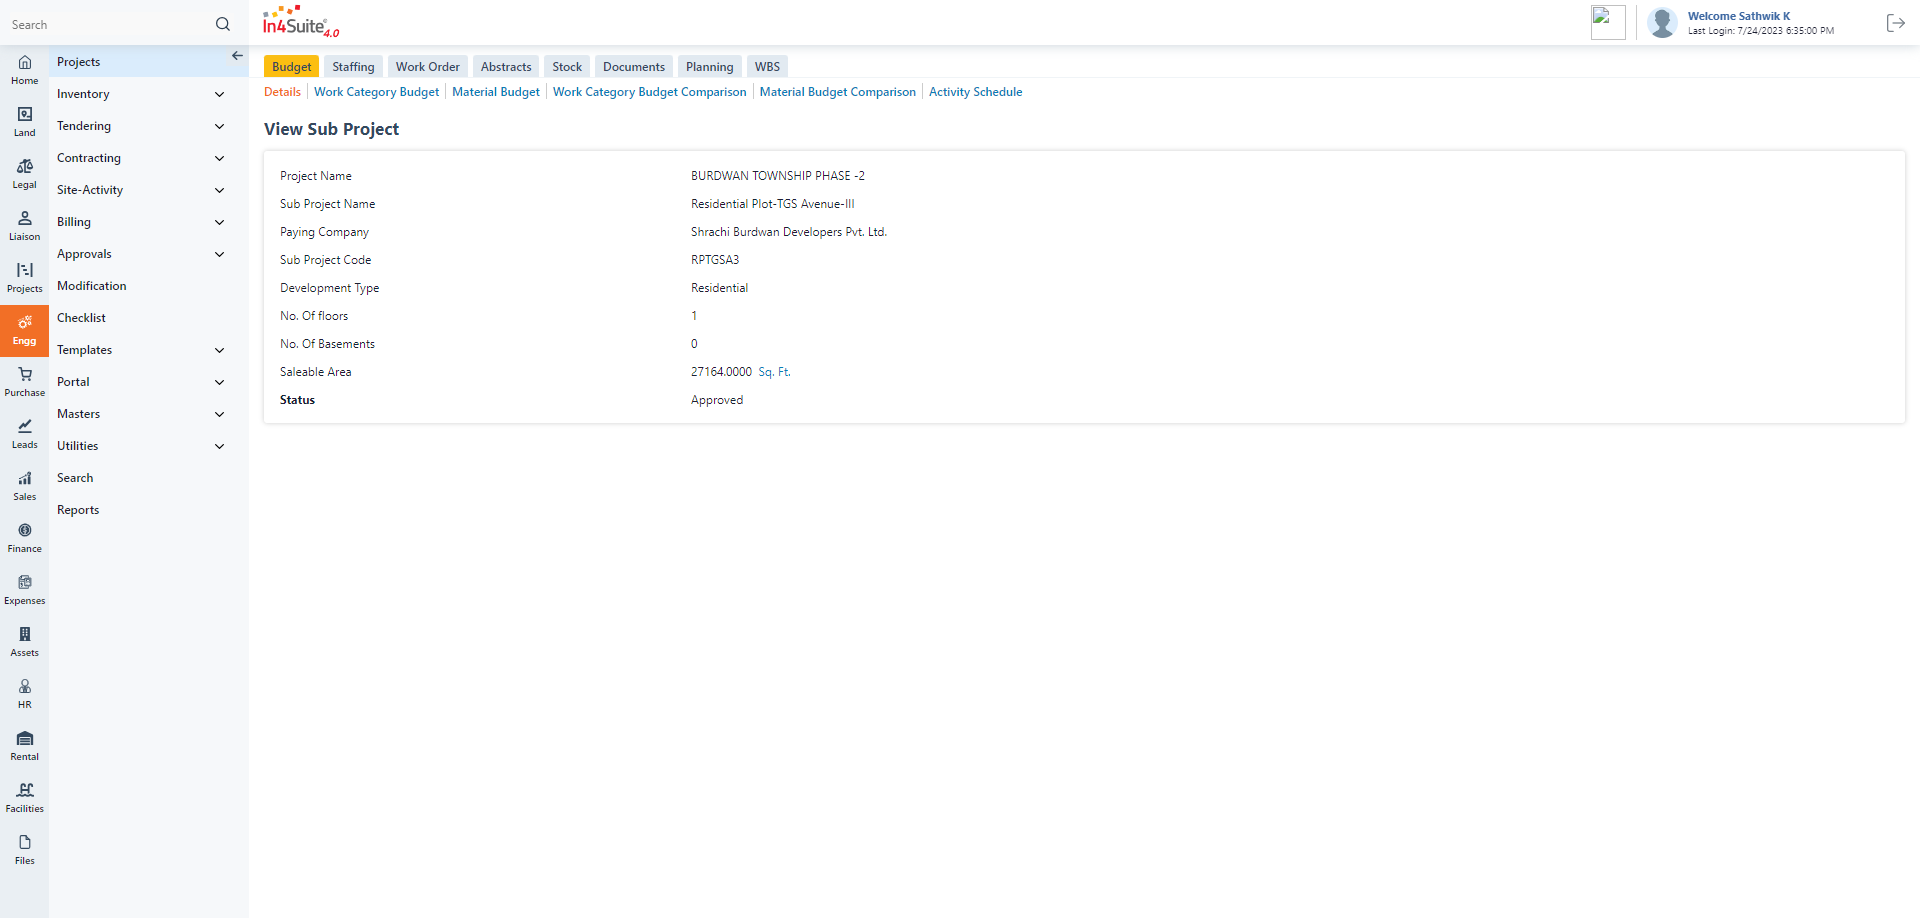 Search
In4Suite® 4.0
Welcome Sathwik K
Last Login: 7/24/2023 6:35:00 PM
Home
Land
Legal
Liaison
Projects
Engg
Purchase
Leads
Sales
Finance
Expenses
Assets
HR
Rental
Facilities
Files
Projects
Inventory
Tendering
Contracting
Site-Activity
Billing
Approvals
Modification
Checklist
Templates
Portal
Masters
Utilities
Search
Reports
Budget Staffing Work Order Abstracts Stock Documents Planning WBS
Details Work Category Budget Material Budget Work Category Budget Comparison Material Budget Comparison Activity Schedule
View Sub Project
Project Name BURDWAN TOWNSHIP PHASE -2
Sub Project Name Residential Plot-TGS Avenue-III
Paying Company Shrachi Burdwan Developers Pvt. Ltd.
Sub Project Code RPTGSA3
Development Type Residential
No. Of floors 1
No. Of Basements 0
Saleable Area 27164.0000 Sq. Ft.
Status Approved